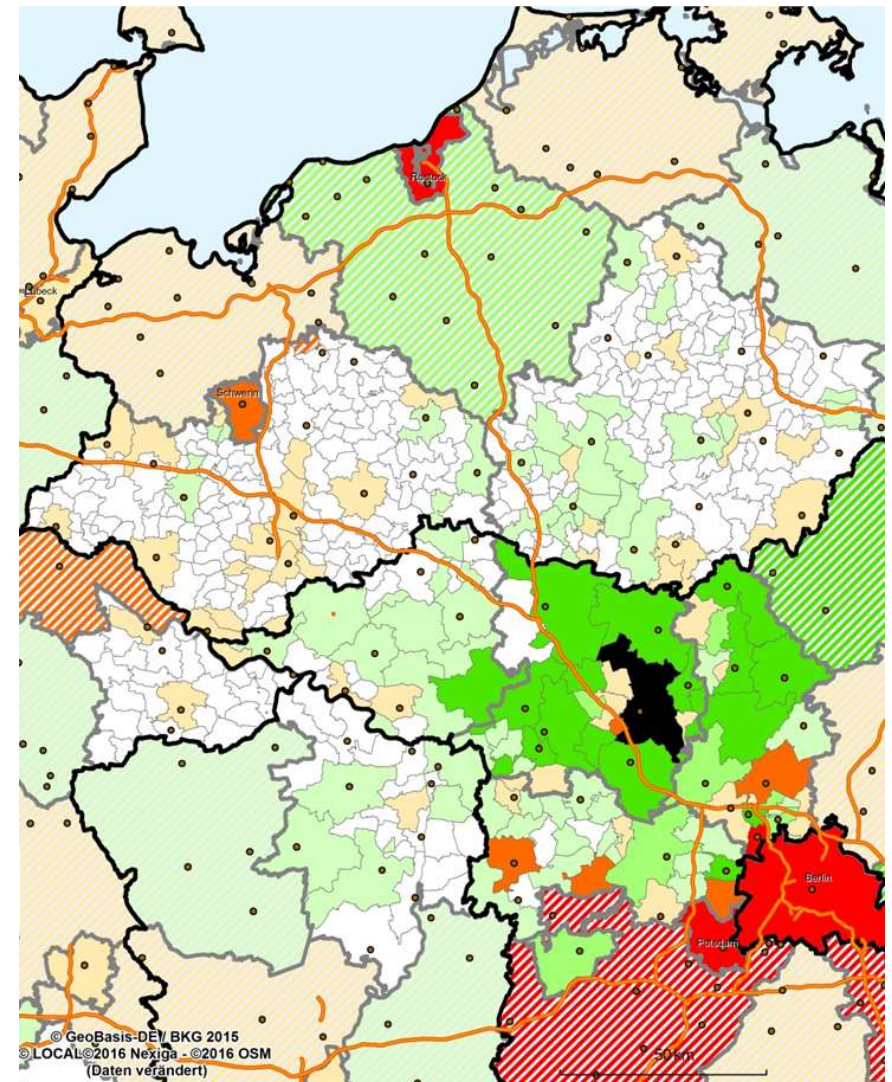 Rostock
Lübeck
Schwerin
Berlin
Potsdam
© GeoBasis-DE / BKG 2015
© LOCAL©2016 Nexiga - ©2016 OSM
(Daten verändert)
50 km